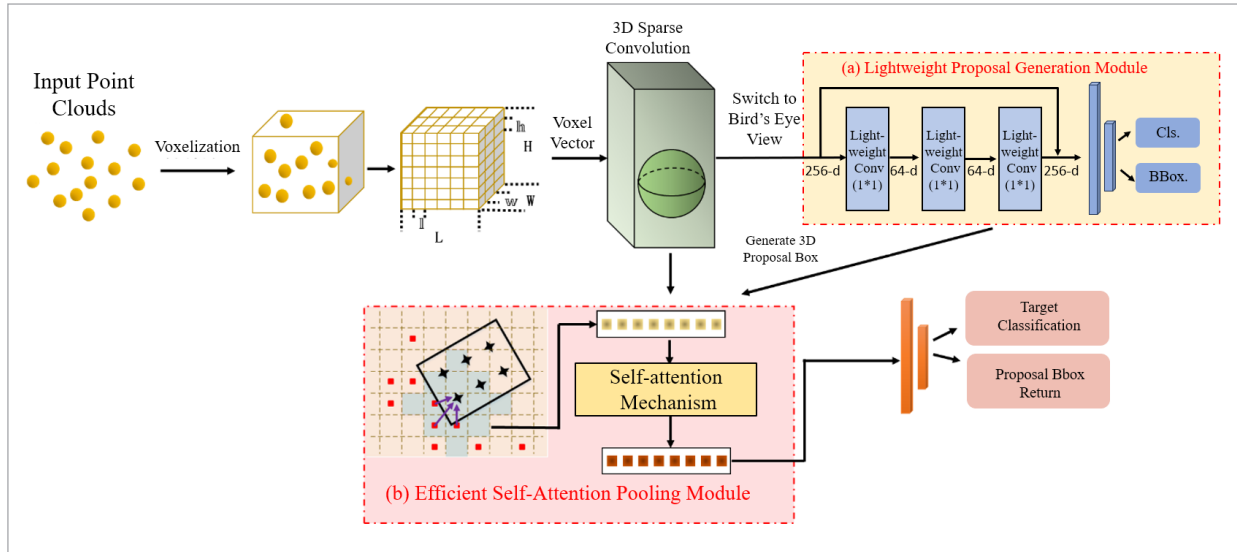 Input Point
Clouds
Voxelization
h
H
w
W
l
L
Voxel
Vector
3D Sparse
Convolution
Switch to
Bird's Eye
View
(a) Lightweight Proposal Generation Module
256-d
Light-
weight
Conv
(1*1)
64-d
Light-
weight
Conv
(1*1)
64-d
Light-
weight
Conv
(1*1)
256-d
Cls.
BBox.
Generate 3D
Proposal Box
Self-attention
Mechanism
(b) Efficient Self-Attention Pooling Module
Target
Classification
Proposal Bbox
Return